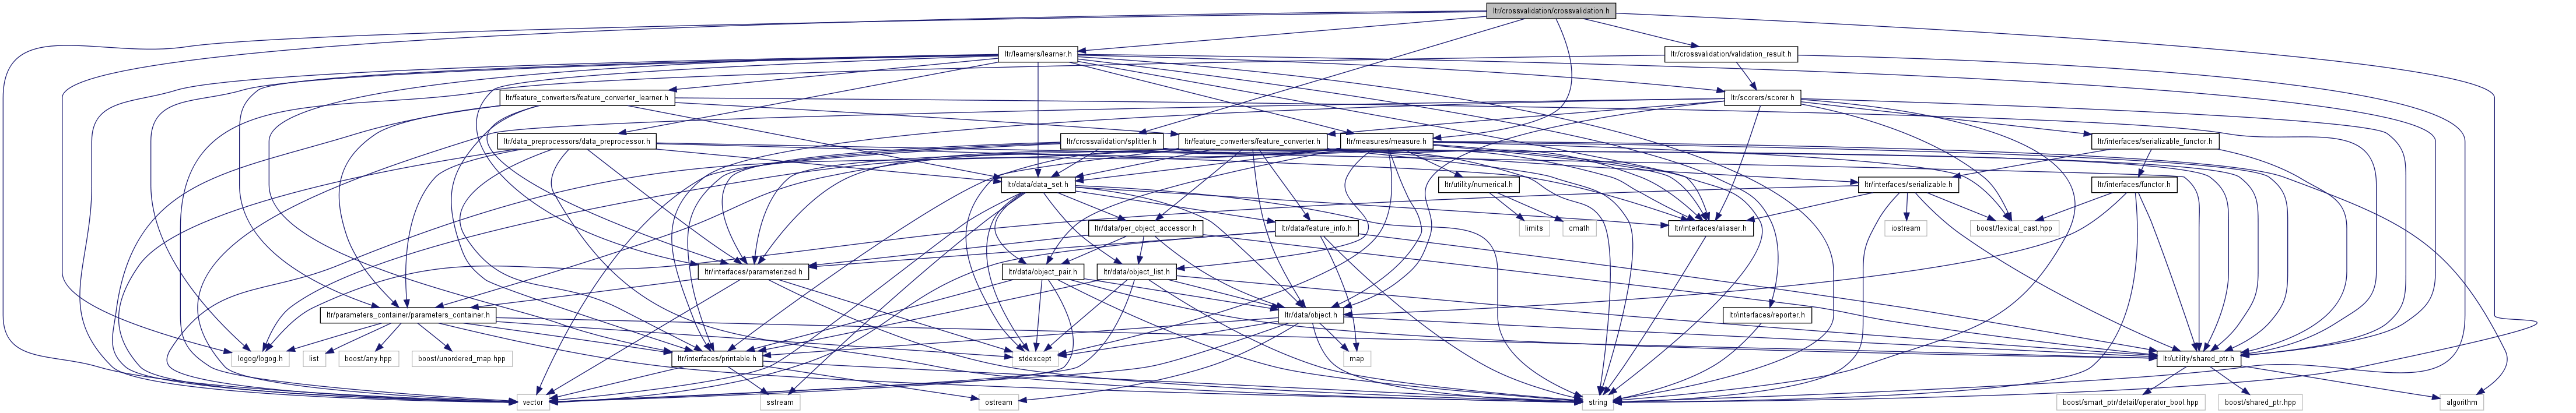 ltr/crossvalidation/crossvalidation.h
ltr/learners/learner.h
ltr/crossvalidation/validation_result.h
ltr/feature_converters/feature_converter_learner.h
ltr/scorers/scorer.h
ltr/data_preprocessors/data_preprocessor.h
ltr/crossvalidation/splitter.h
ltr/feature_converters/feature_converter.h
ltr/measures/measure.h
ltr/interfaces/serializable_functor.h
ltr/data/data_set.h
ltr/utility/numerical.h
ltr/interfaces/serializable.h
ltr/interfaces/functor.h
ltr/data/per_object_accessor.h
ltr/data/feature_info.h
limits
cmath
ltr/interfaces/aliaser.h
iostream
boost/lexical_cast.hpp
ltr/interfaces/parameterized.h
ltr/data/object_pair.h
ltr/data/object_list.h
ltr/parameters_container/parameters_container.h
ltr/data/object.h
ltr/interfaces/reporter.h
logog/logog.h
list
boost/any.hpp
boost/unordered_map.hpp
ltr/interfaces/printable.h
stdexcept
map
ltr/utility/shared_ptr.h
vector
sstream
ostream
string
boost/smart_ptr/detail/operator_bool.hpp
boost/shared_ptr.hpp
algorithm